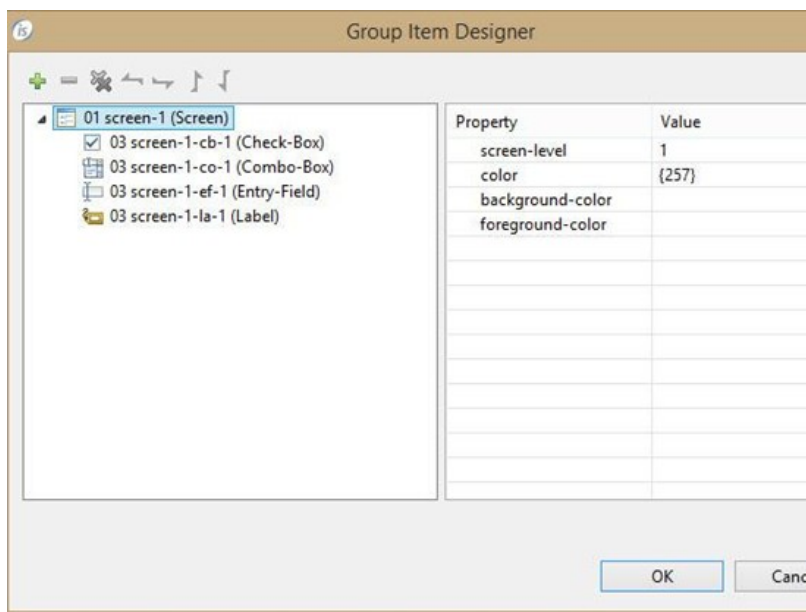 is
Group Item Designer
01 screen-1 (Screen)
03 screen-1-cb-1 (Check-Box)
03 screen-1-co-1 (Combo-Box)
03 screen-1-ef-1 (Entry-Field)
03 screen-1-la-1 (Label)
Property Value
screen-level 1
color {257}
background-color
foreground-color
OK Canc